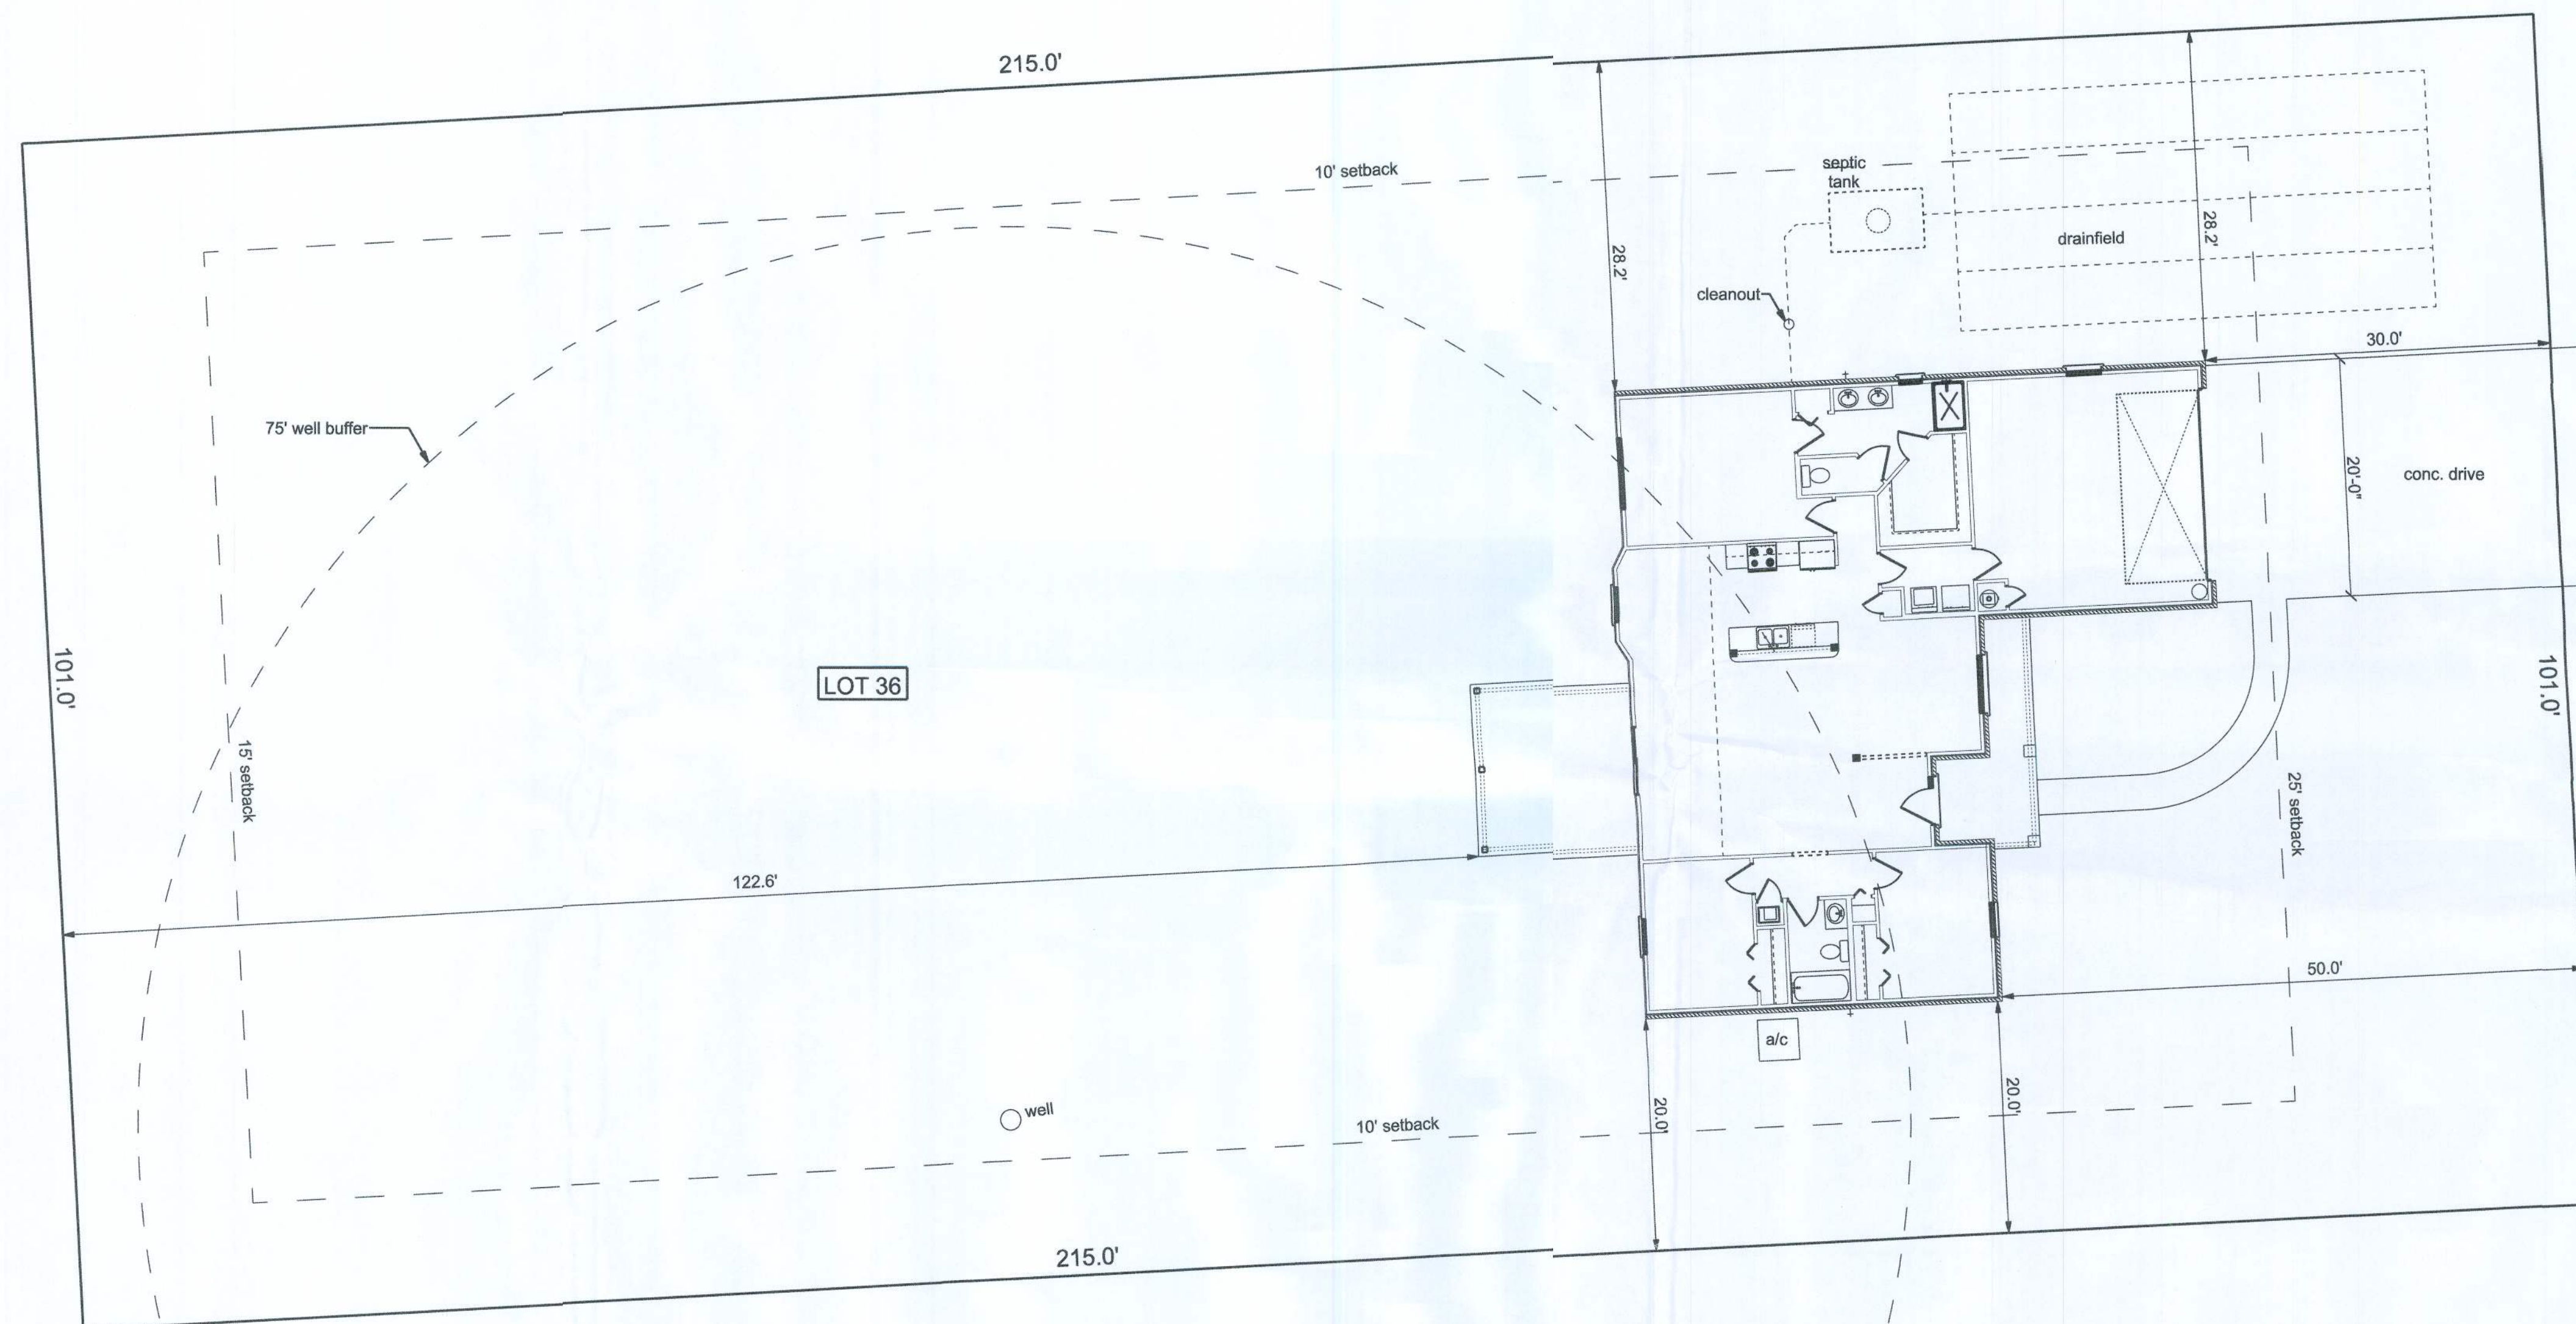 215.0'
10' setback
septic
tank
28.2'
28.2'
drainfield
cleanout
30.0'
75' well buffer
20'-0"
conc. drive
101.0'
LOT 36
101.0'
15' setback
25' setback
122.6'
50.0'
a/c
well
10' setback
20.0'
20.0'
215.0'